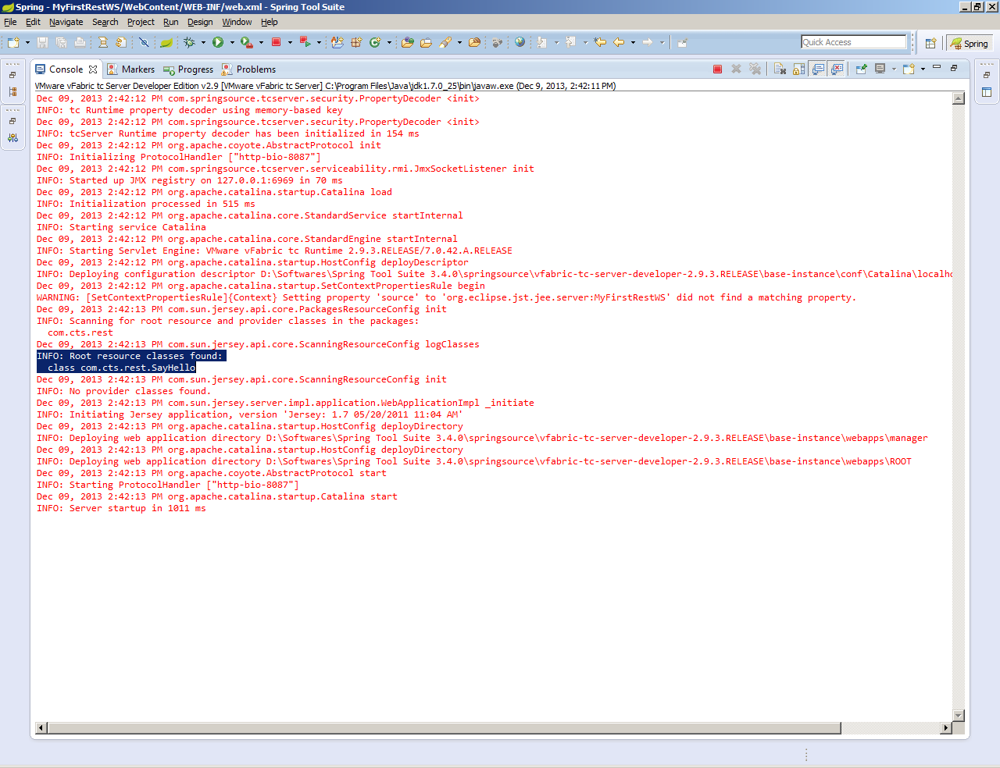 Spring - MyFirstRestWS/WebContent/WEB-INF/web.xml - Spring Tool Suite
File Edit Navigate Search Project Run Design Window Help
Quick Access
Spring
Console Markers Progress Problems
VMware vFabric tc Server Developer Edition v2.9 [VMware vFabric tc Server] C:\Program Files\Java\jdk1.7.0_25\bin\javaw.exe (Dec 9, 2013, 2:42:11 PM)
Dec 09, 2013 2:42:12 PM com.springsource.tcserver.security.PropertyDecoder <init>
INFO: tc Runtime property decoder using memory-based key
Dec 09, 2013 2:42:12 PM com.springsource.tcserver.security.PropertyDecoder <init>
INFO: tcServer Runtime property decoder has been initialized in 154 ms
Dec 09, 2013 2:42:12 PM org.apache.coyote.AbstractProtocol init
INFO: Initializing ProtocolHandler ["http-bio-8087"]
Dec 09, 2013 2:42:12 PM com.springsource.tcserver.serviceability.rmi.JmxSocketListener init
INFO: Started up JMX registry on 127.0.0.1:6969 in 70 ms
Dec 09, 2013 2:42:12 PM org.apache.catalina.startup.Catalina load
INFO: Initialization processed in 515 ms
Dec 09, 2013 2:42:12 PM org.apache.catalina.core.StandardService startInternal
INFO: Starting service Catalina
Dec 09, 2013 2:42:12 PM org.apache.catalina.core.StandardEngine startInternal
INFO: Starting Servlet Engine: VMware vFabric tc Runtime 2.9.3.RELEASE/7.0.42.A.RELEASE
Dec 09, 2013 2:42:12 PM org.apache.catalina.startup.HostConfig deployDescriptor
INFO: Deploying configuration descriptor D:\Softwares\Spring Tool Suite 3.4.0\springsource\vfabric-tc-server-developer-2.9.3.RELEASE\base-instance\conf\Catalina\localho
Dec 09, 2013 2:42:12 PM org.apache.catalina.startup.SetContextPropertiesRule begin
WARNING: [SetContextPropertiesRule]{Context} Setting property 'source' to 'org.eclipse.jst.jee.server:MyFirstRestWS' did not find a matching property.
Dec 09, 2013 2:42:12 PM com.sun.jersey.api.core.PackagesResourceConfig init
INFO: Scanning for root resource and provider classes in the packages:
com.cts.rest
Dec 09, 2013 2:42:13 PM com.sun.jersey.api.core.ScanningResourceConfig logClasses
INFO: Root resource classes found:
class com.cts.rest.SayHello
Dec 09, 2013 2:42:13 PM com.sun.jersey.api.core.ScanningResourceConfig init
INFO: No provider classes found.
Dec 09, 2013 2:42:13 PM com.sun.jersey.server.impl.application.WebApplicationImpl _initiate
INFO: Initiating Jersey application, version 'Jersey: 1.7 05/20/2011 11:04 AM'
Dec 09, 2013 2:42:13 PM org.apache.catalina.startup.HostConfig deployDirectory
INFO: Deploying web application directory D:\Softwares\Spring Tool Suite 3.4.0\springsource\vfabric-tc-server-developer-2.9.3.RELEASE\base-instance\webapps\manager
Dec 09, 2013 2:42:13 PM org.apache.catalina.startup.HostConfig deployDirectory
INFO: Deploying web application directory D:\Softwares\Spring Tool Suite 3.4.0\springsource\vfabric-tc-server-developer-2.9.3.RELEASE\base-instance\webapps\ROOT
Dec 09, 2013 2:42:13 PM org.apache.coyote.AbstractProtocol start
INFO: Starting ProtocolHandler ["http-bio-8087"]
Dec 09, 2013 2:42:13 PM org.apache.catalina.startup.Catalina start
INFO: Server startup in 1011 ms